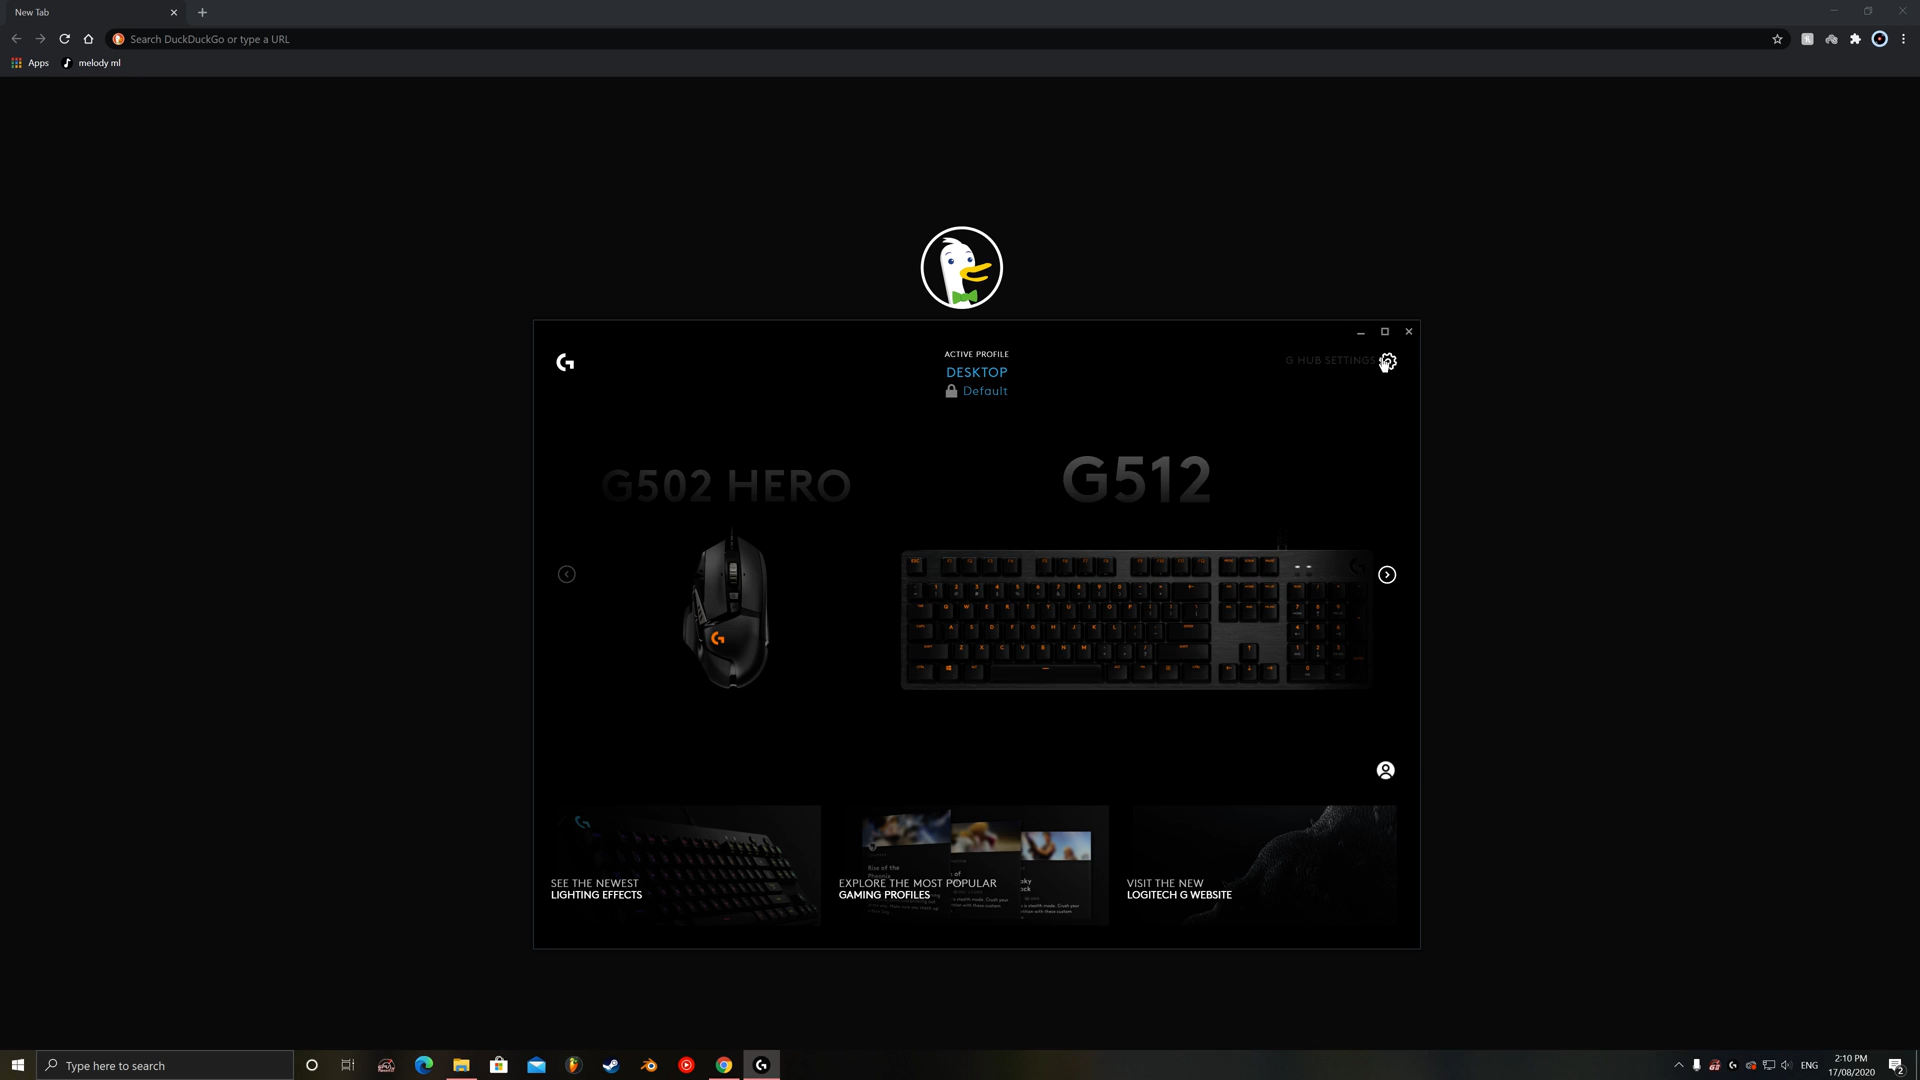 New Tab
Search DuckDuckGo or type a URL
Apps
melody ml
ACTIVE PROFILE
DESKTOP
Default
G HUB SETTINGS
G502 HERO
G512
SEE THE NEWEST
LIGHTING EFFECTS
EXPLORE THE MOST POPULAR
GAMING PROFILES
VISIT THE NEW
LOGITECH G WEBSITE
Type here to search
ENG
2:10 PM
17/08/2020
2